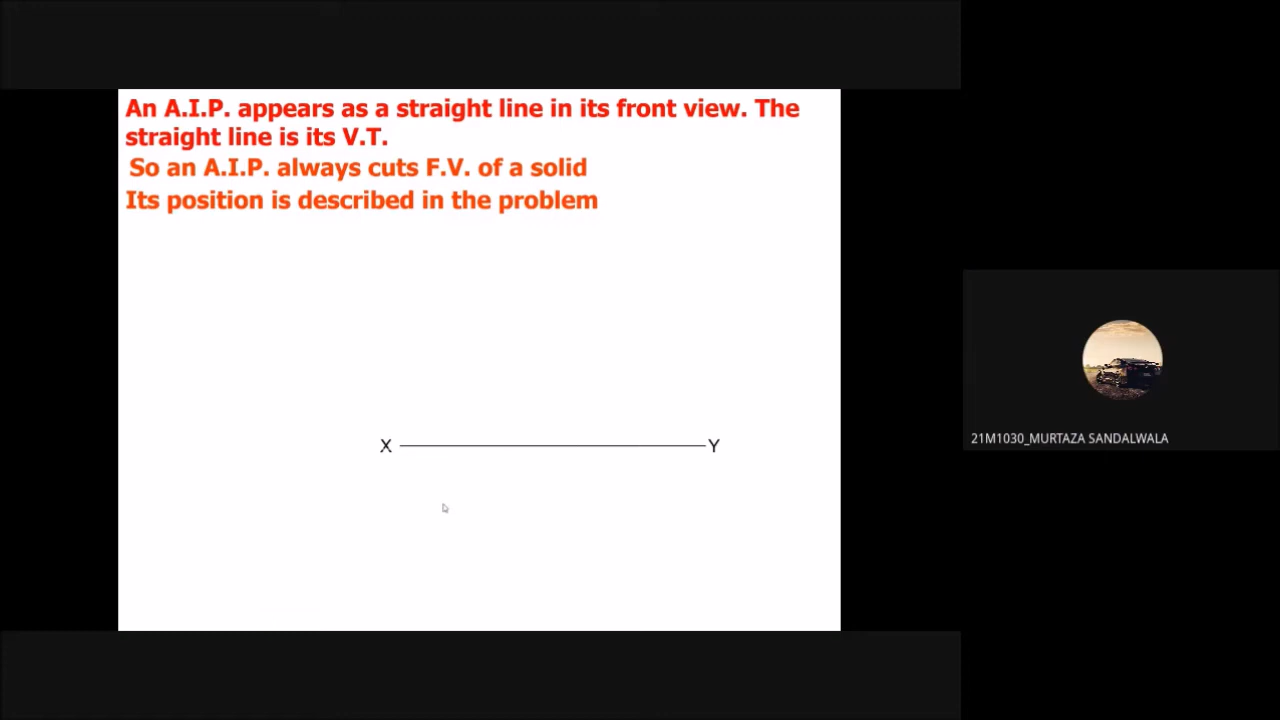 An A.I.P. appears as a straight line in its front view. The
straight line is its V.T.
So an A.I.P. always cuts F.V. of a solid
Its position is described in the problem
X Y
21M1030_MURTAZA SANDALWALA